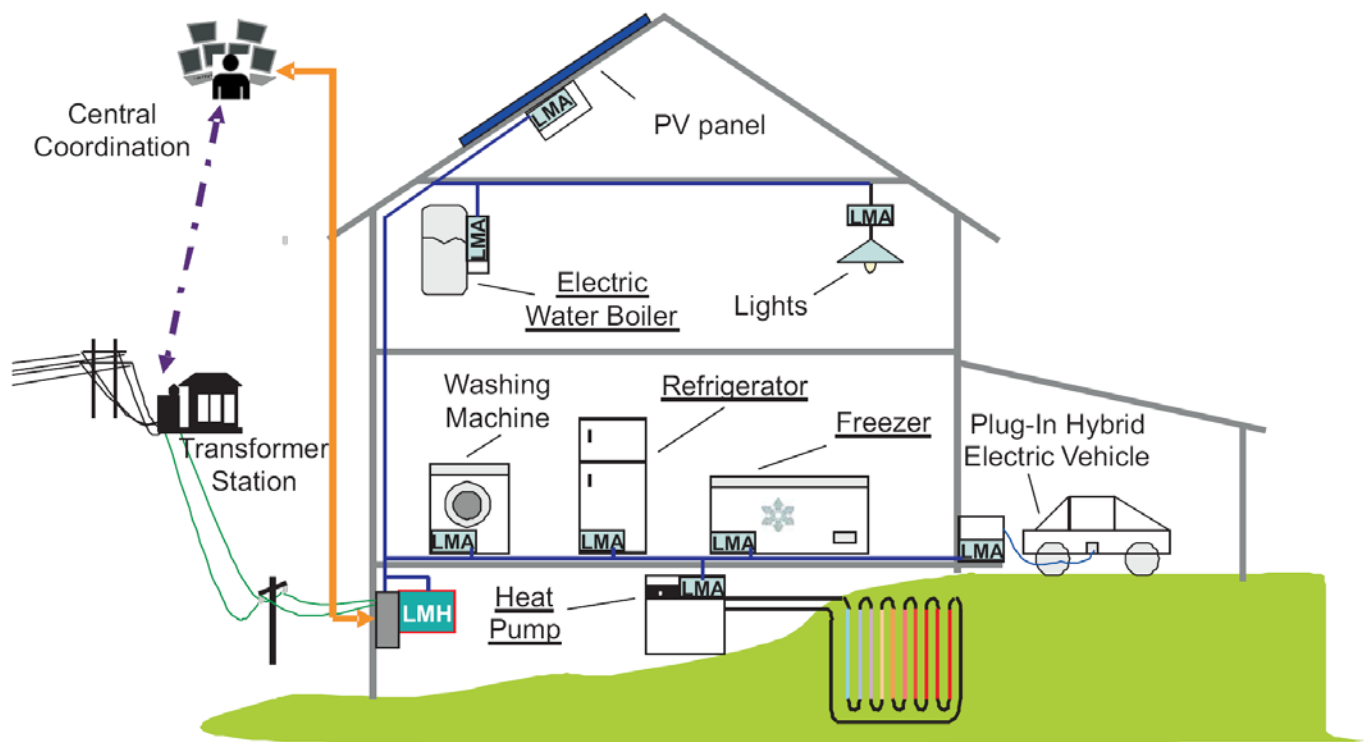 Central
Coordination
LMA
PV panel
LMA
LMA
Electric
Water Boiler
Lights
Transformer
Station
Washing
Machine
Refrigerator
Freezer
Plug-In Hybrid
Electric Vehicle
LMA
LMA
LMA
LMA
LMH
Heat
Pump
LMA